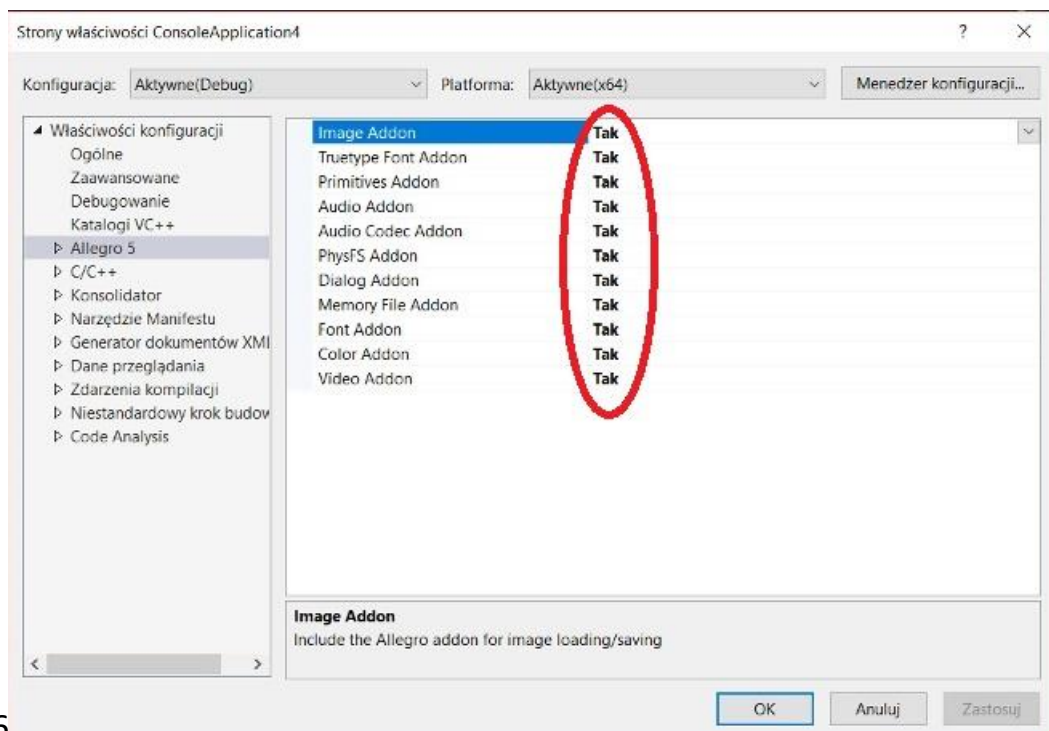 Strony właściwości ConsoleApplication4
?
Konfiguracja: Aktywne(Debug) Platforma: Aktywne(x64) Menedzer konfiguracji...
Właściwości konfiguracji
Ogólne
Zaawansowane
Debugowanie
Katalogi VC++
Allegro 5
C/C++
Konsolidator
Narzędzie Manifestu
Generator dokumentów XMl
Dane przeglądania
Zdarzenia kompilacji
Niestandardowy krok budow
Code Analysis
Image Addon Tak
Truetype Font Addon Tak
Primitives Addon Tak
Audio Addon Tak
Audio Codec Addon Tak
PhysFS Addon Tak
Dialog Addon Tak
Memory File Addon Tak
Font Addon Tak
Color Addon Tak
Video Addon Tak
Image Addon
Include the Allegro addon for image loading/saving
OK Anuluj Zastosuj